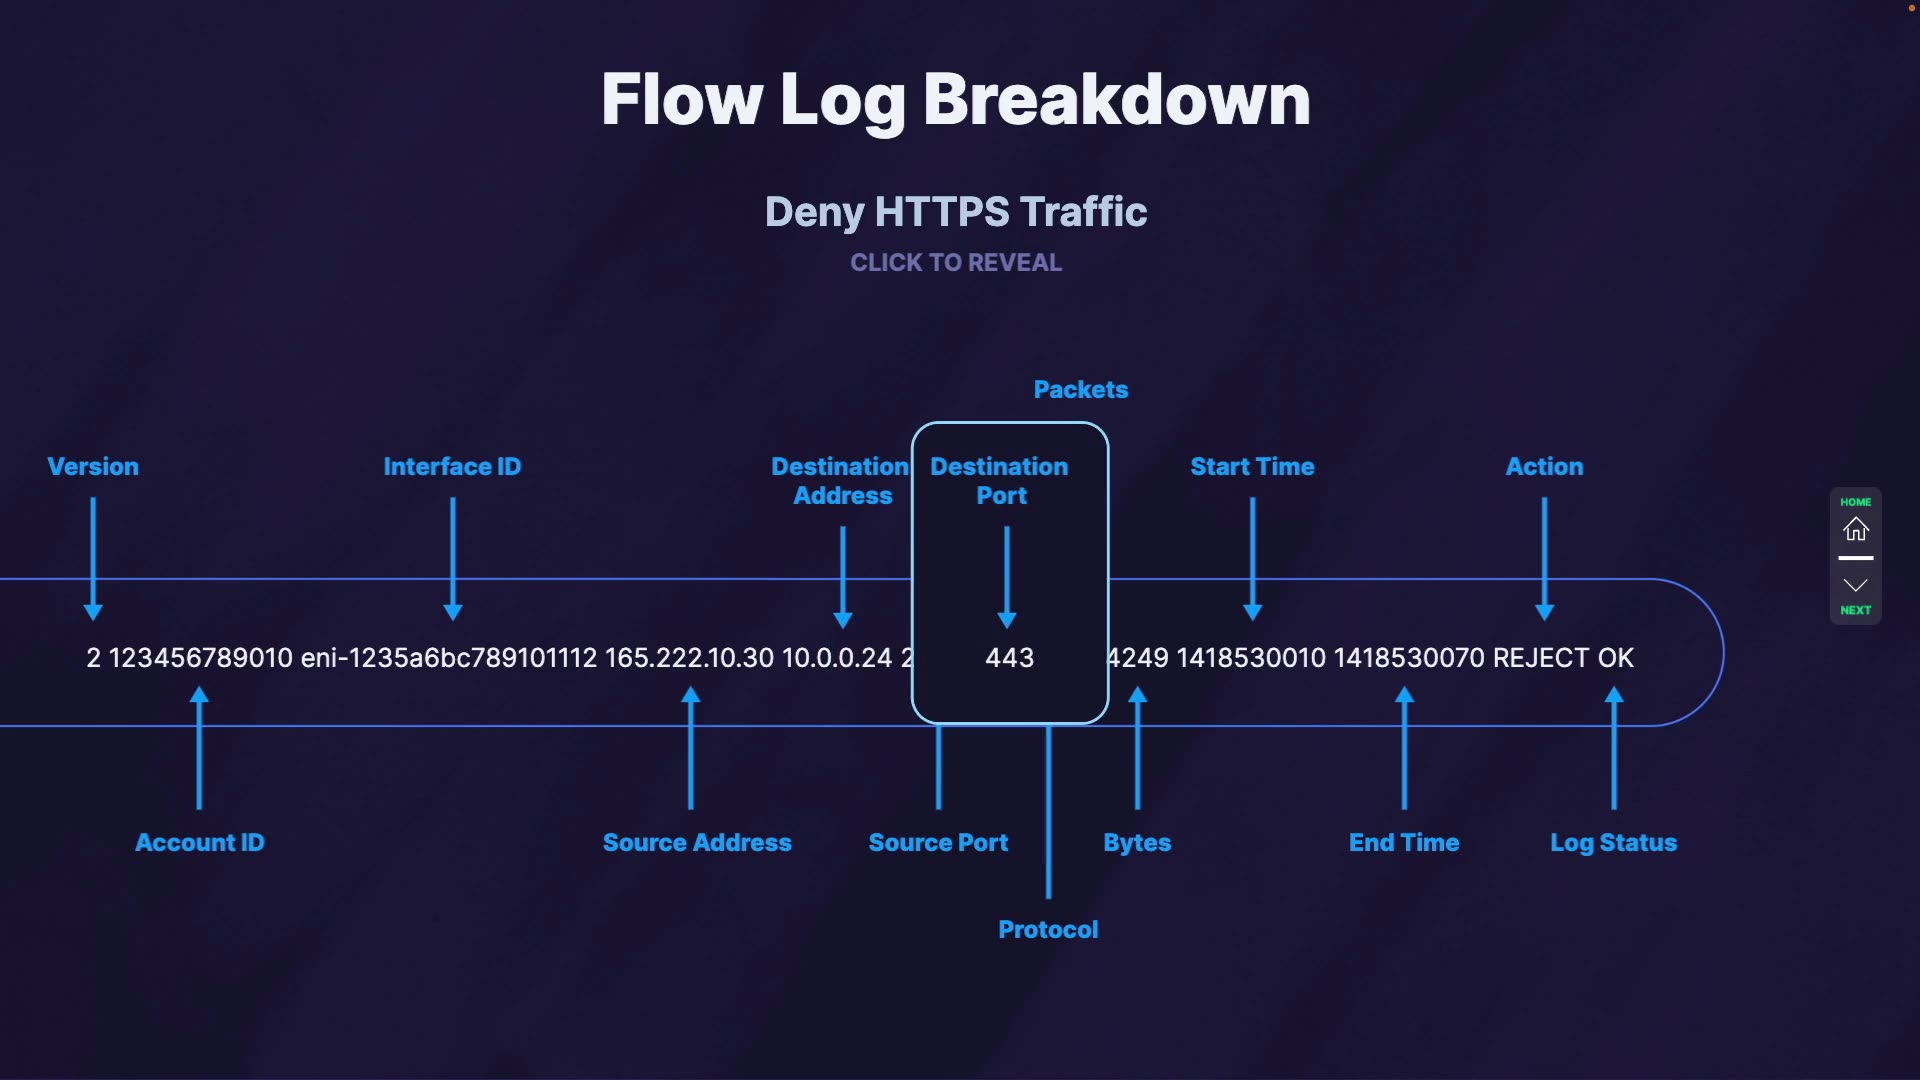 Flow Log Breakdown
Deny HTTPS Traffic
CLICK TO REVEAL
Packets
Version
Interface ID
Destination
Address
Destination
Port
Start Time
Action
2 123456789010 eni-1235a6bc789101112 165.222.10.30 10.0.0.24 2 443 4249 1418530010 1418530070 REJECT OK
Account ID
Source Address
Source Port
Bytes
End Time
Log Status
Protocol
HOME
NEXT